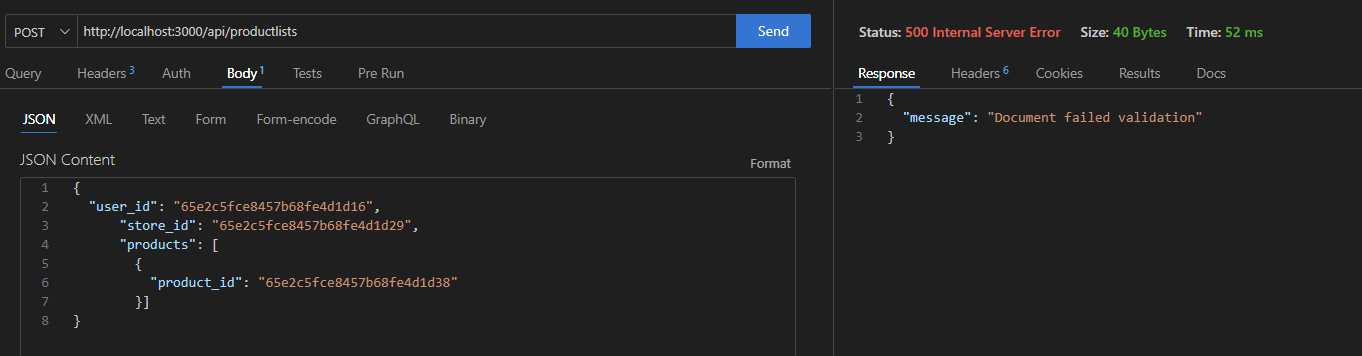 POST http://localhost:3000/api/productlists Send
Query Headers 3 Auth Body 1 Tests Pre Run
JSON XML Text Form Form-encode GraphQL Binary
JSON Content
Format
1 {
2 "user_id": "65e2c5fce8457b68fe4d1d16",
3 "store_id": "65e2c5fce8457b68fe4d1d29",
4 "products": [
5 {
6 "product_id": "65e2c5fce8457b68fe4d1d38"
7 }]
8 }
Status: 500 Internal Server Error Size: 40 Bytes Time: 52 ms
Response Headers 6 Cookies Results Docs
1 {
2 "message": "Document failed validation"
3 }